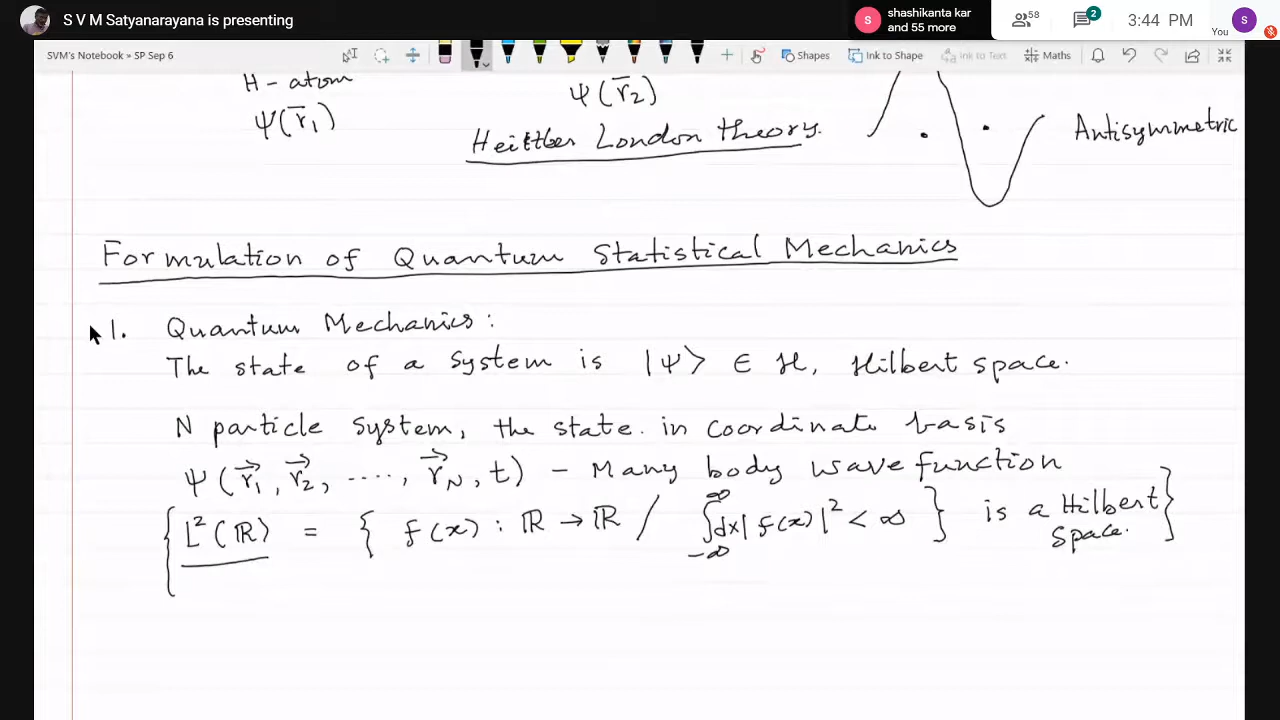 S V M Satyanarayana is presenting
shashikanta kar
and 55 more
58
2
3:44 PM
S
You
SVM's Notebook » SP Sep 6
Shapes
Ink to Shape
Ink to Text
Maths
H - atom
Ψ(r̄₁)
Ψ(r̄₂)
Heittler London theory.
Antisymmetric
Formulation of Quantum Statistical Mechanics
1. Quantum Mechanics:
The state of a system is |Ψ⟩ ∈ ℋ, Hilbert space.
N particle system, the state in coordinate basis
Ψ(r⃗₁, r⃗₂, ...., r⃗_N, t) - Many body wave function
{ L²(ℝ) = { f(x) : ℝ → ℝ / ∫_{-∞}^{∞} dx|f(x)|² < ∞ } is a Hilbert space. }